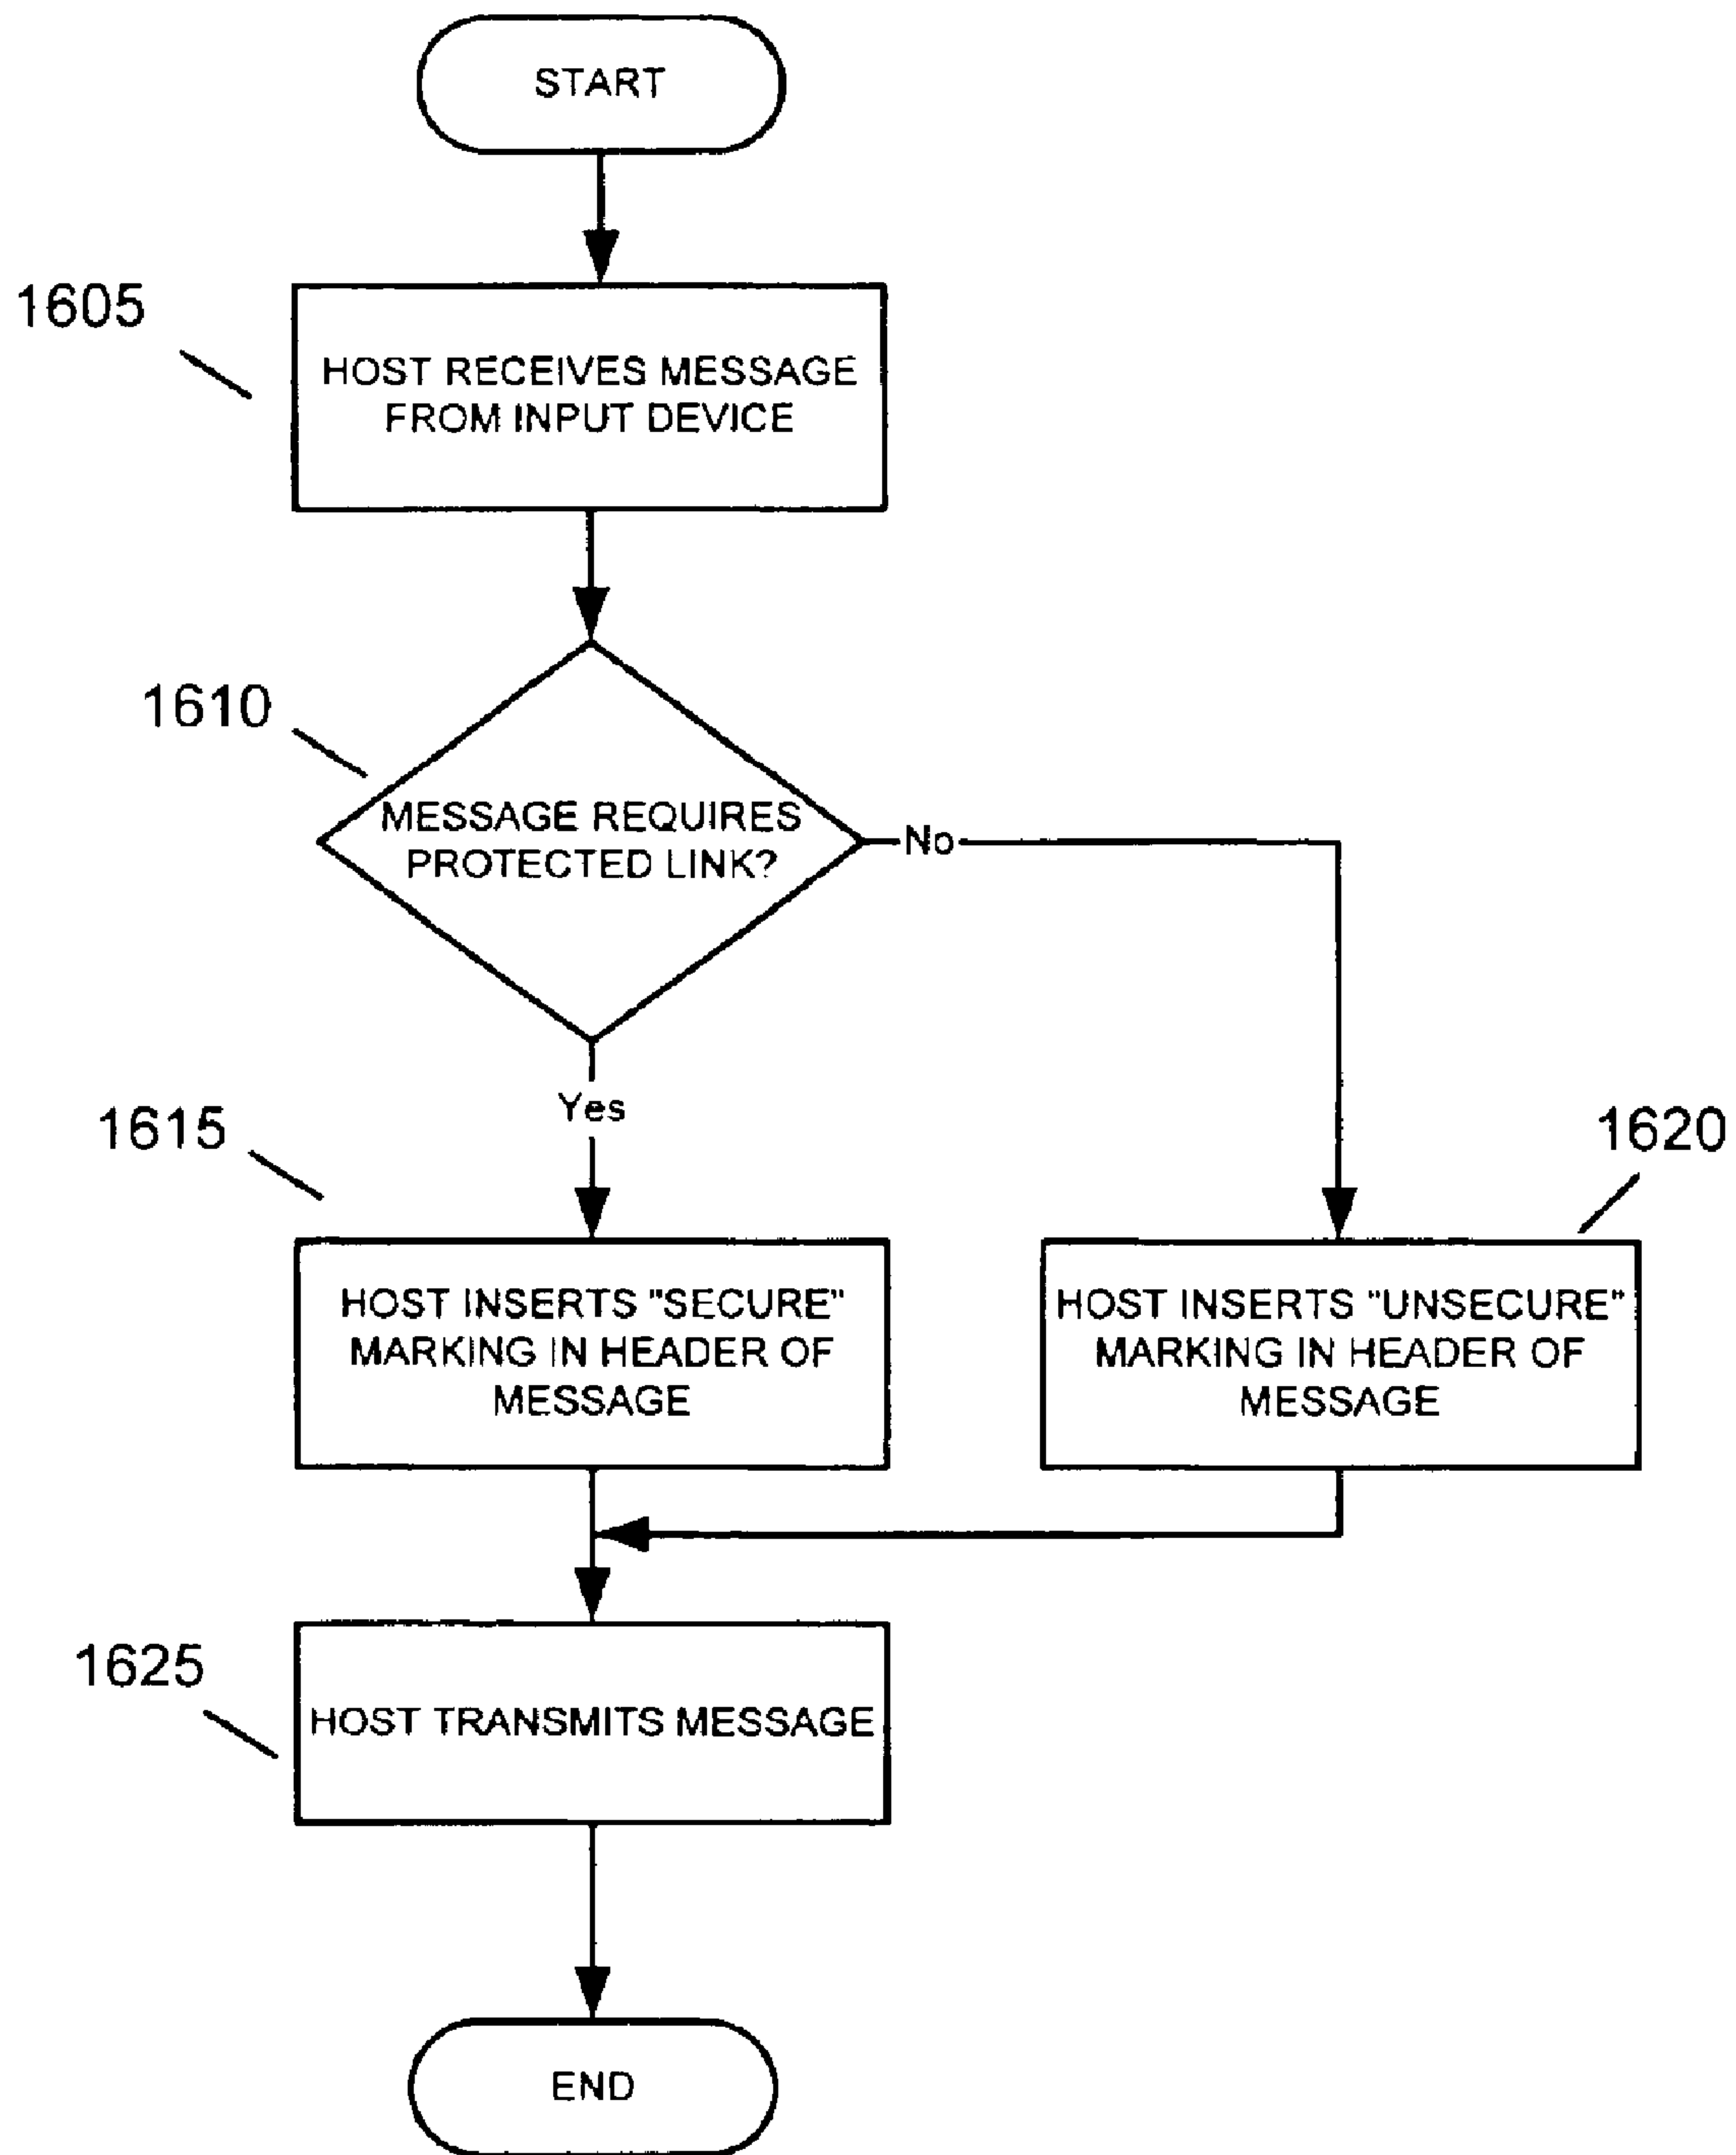 START
1605
HOST RECEIVES MESSAGE
FROM INPUT DEVICE
1610
MESSAGE REQUIRES
PROTECTED LINK?
No
Yes
1615
1620
HOST INSERTS "SECURE"
MARKING IN HEADER OF
MESSAGE
HOST INSERTS "UNSECURE"
MARKING IN HEADER OF
MESSAGE
1625
HOST TRANSMITS MESSAGE
END